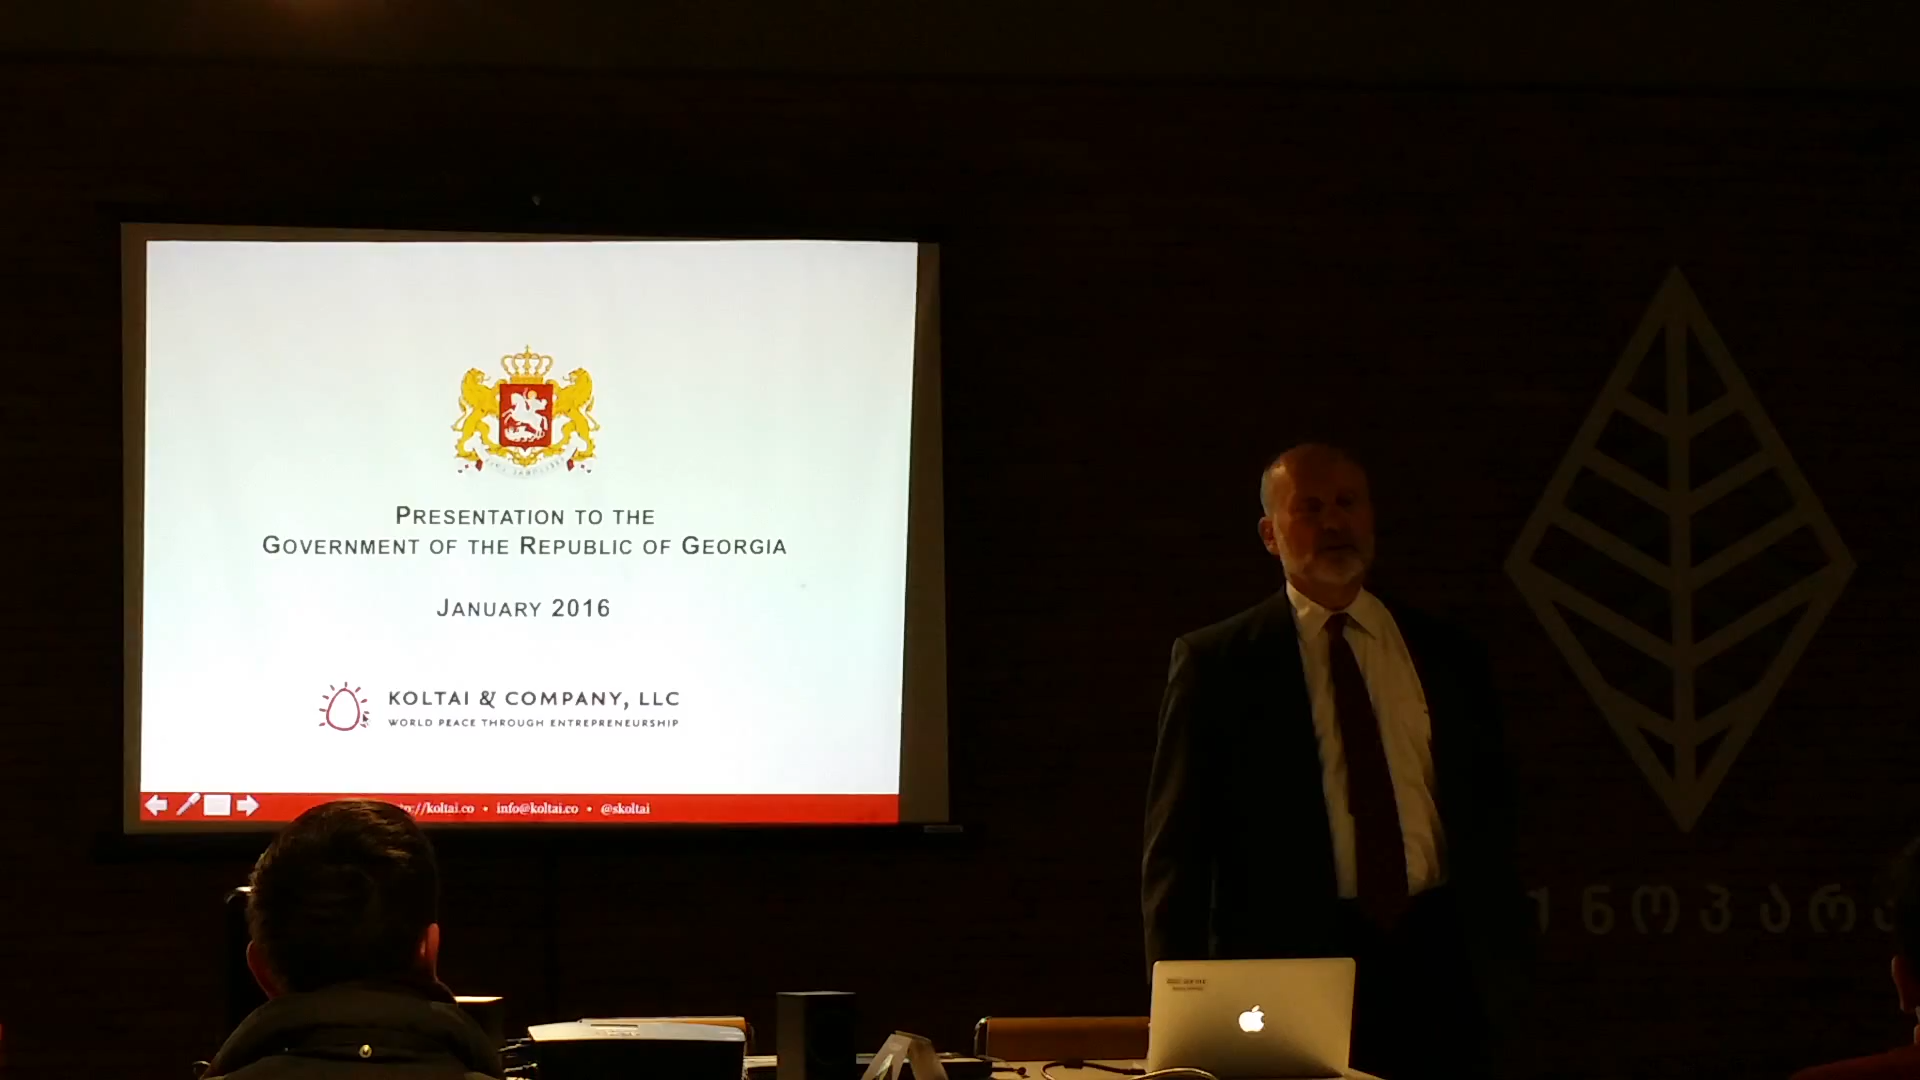 PRESENTATION TO THE
GOVERNMENT OF THE REPUBLIC OF GEORGIA
JANUARY 2016
KOLTAI & COMPANY, LLC
WORLD PEACE THROUGH ENTREPRENEURSHIP
://koltai.co • info@koltai.co • @skoltai
ნოპარ